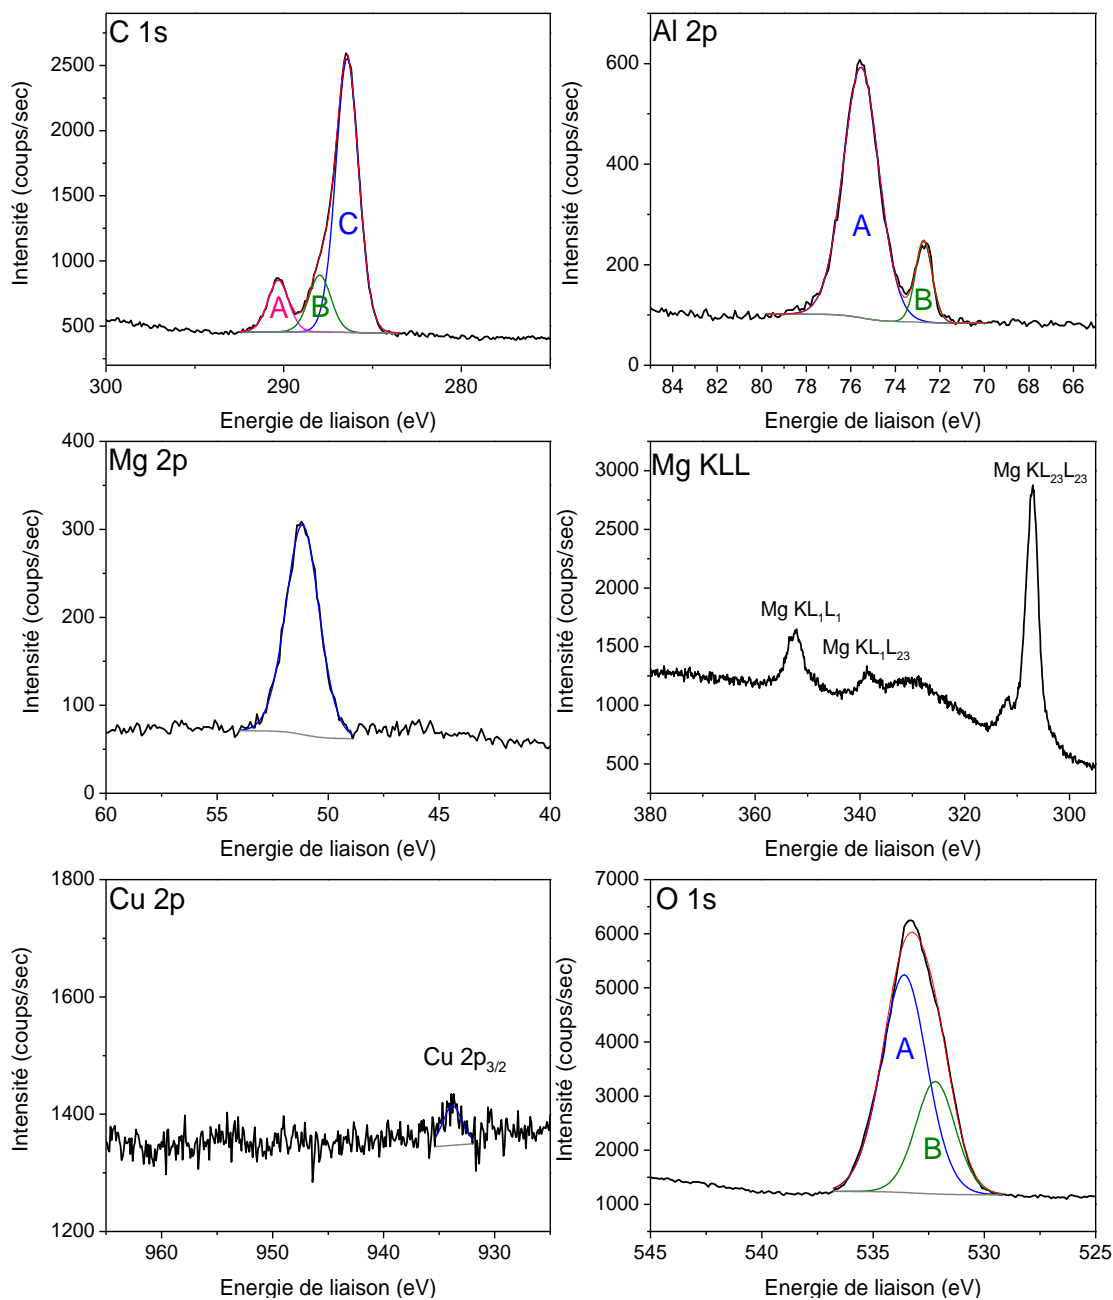 C 1s
Intensité (coups/sec)
2500
2000
1500
1000
500
A
B
C
300
290
280
Energie de liaison (eV)
Al 2p
Intensité (coups/sec)
600
400
200
0
A
B
84
82
80
78
76
74
72
70
68
66
Energie de liaison (eV)
Mg 2p
Intensité (coups/sec)
400
300
200
100
0
60
55
50
45
40
Energie de liaison (eV)
Mg KLL
Intensité (coups/sec)
3000
2500
2000
1500
1000
500
Mg KL₁L₁
Mg KL₁L₂₃
Mg KL₂₃L₂₃
380
360
340
320
300
Energie de liaison (eV)
Cu 2p
Intensité (coups/sec)
1800
1600
1400
1200
Cu 2p₃/₂
960
950
940
930
Energie de liaison (eV)
O 1s
Intensité (coups/sec)
7000
6000
5000
4000
3000
2000
1000
A
B
545
540
535
530
525
Energie de liaison (eV)